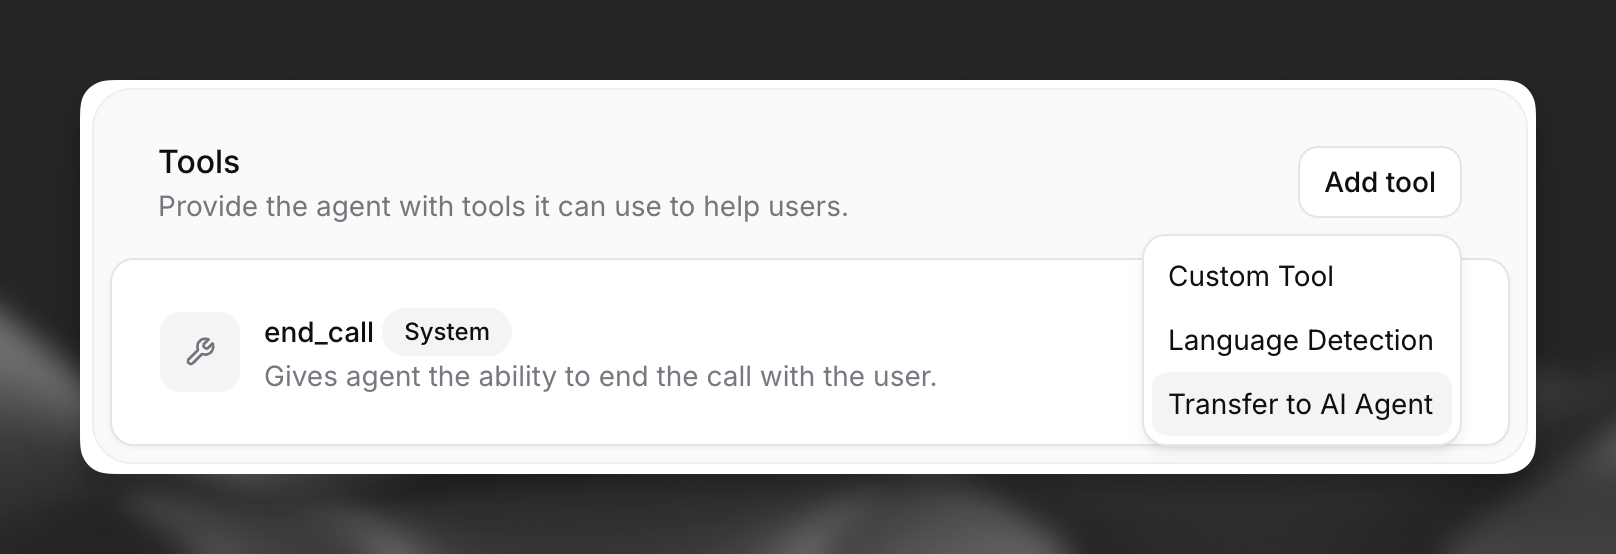 Tools
Provide the agent with tools it can use to help users.
Add tool
Custom Tool
Language Detection
Transfer to AI Agent
end_call System
Gives agent the ability to end the call with the user.